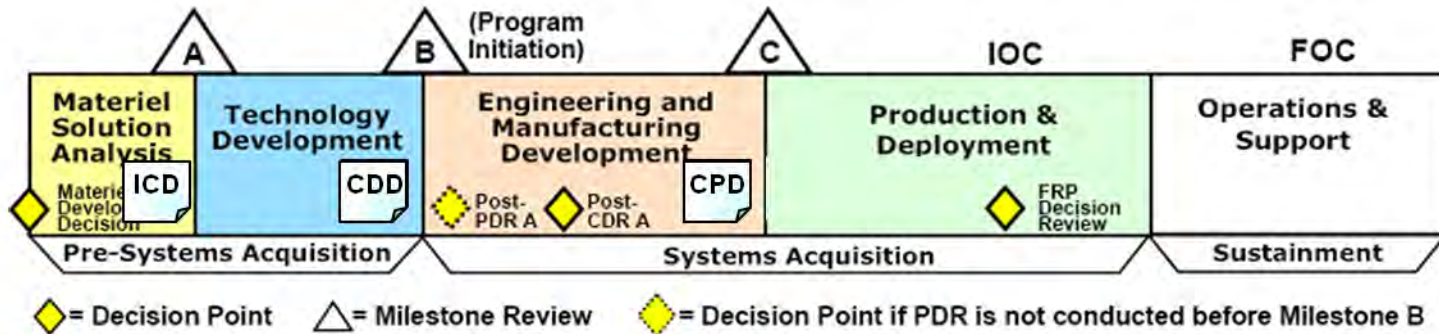 A
B
(Program
Initiation)
C
IOC
FOC
Materiel
Solution
Analysis
Technology
Development
Engineering and
Manufacturing
Development
Production &
Deployment
Operations &
Support
ICD
CDD
CPD
Decision
Post-
PDR A
Post-
CDR A
FRP
Decision
Review
Pre-Systems Acquisition
Systems Acquisition
Sustainment
= Decision Point
= Milestone Review
= Decision Point if PDR is not conducted before Milestone B